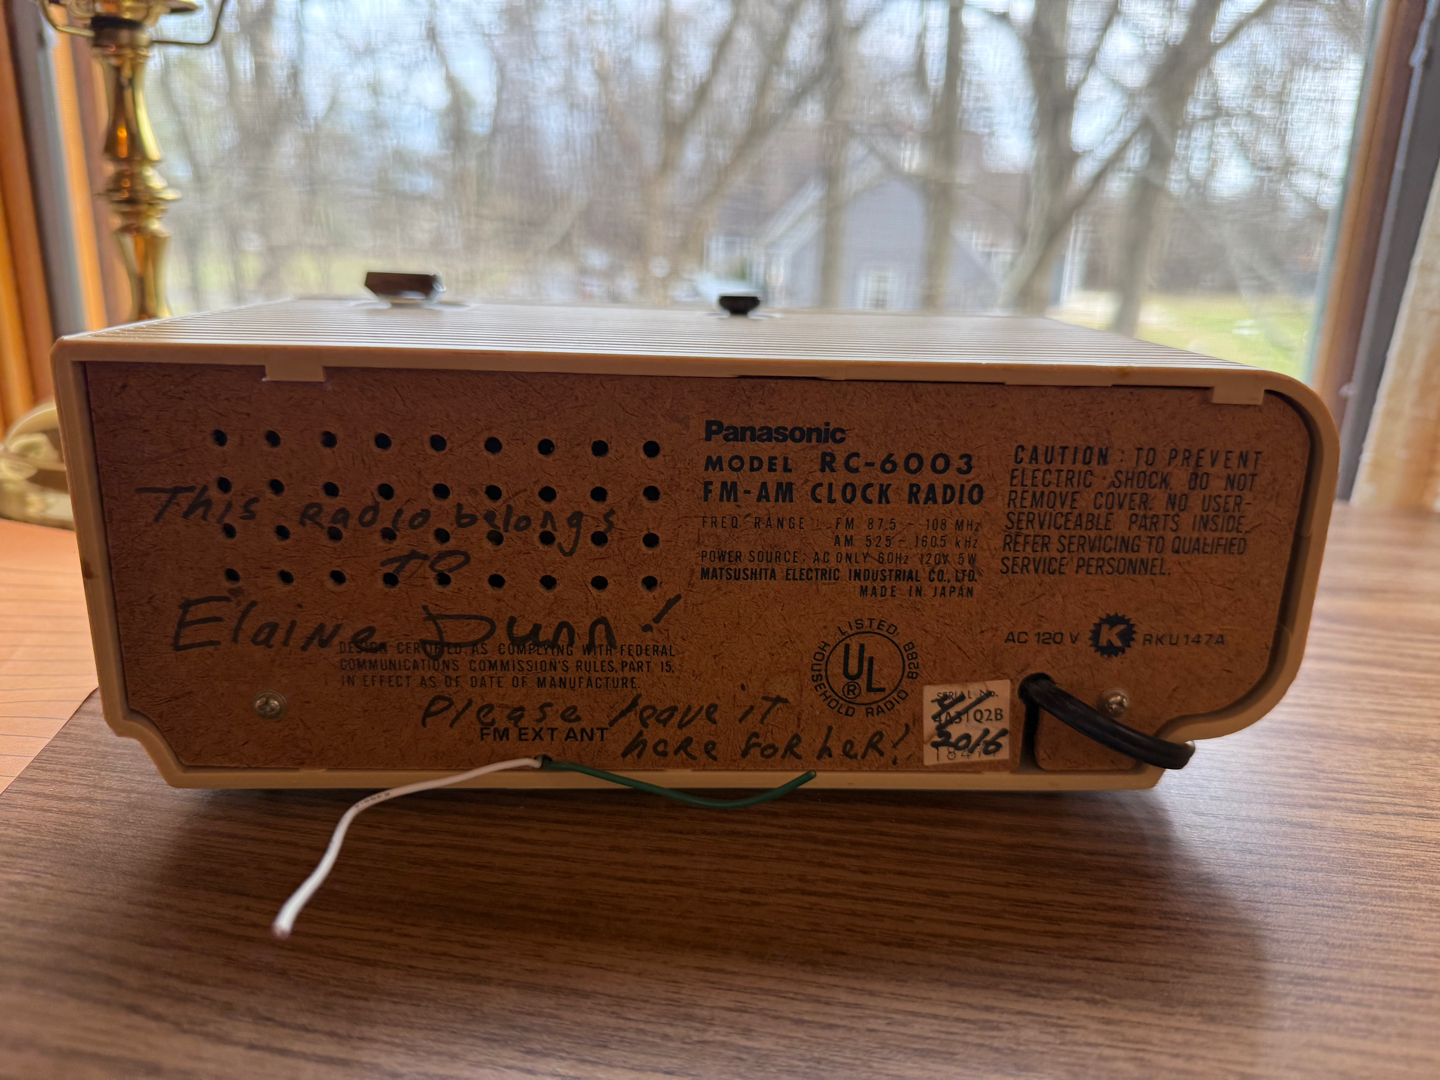 This Radio belongs
TO
Elaine Dunn!
DESIGN CERTIFIED AS COMPLYING WITH FEDERAL
COMMUNICATIONS COMMISSION'S RULES, PART 15,
IN EFFECT AS OF DATE OF MANUFACTURE.
Please leave it
here FOR heR!
FM EXT ANT
Panasonic
MODEL RC-6003
FM-AM CLOCK RADIO
FREQ. RANGE FM 87.5 - 108 MHz
AM 525 - 1605 kHz
POWER SOURCE: AC ONLY 60Hz 120V 5W
MATSUSHITA ELECTRIC INDUSTRIAL CO., LTD.
MADE IN JAPAN
LISTED
UL
®
HOUSEHOLD RADIO 828B
SERIAL No.
Q2B
2016
CAUTION : TO PREVENT
ELECTRIC SHOCK, DO NOT
REMOVE COVER. NO USER-
SERVICEABLE PARTS INSIDE.
REFER SERVICING TO QUALIFIED
SERVICE PERSONNEL.
AC 120 V K RKU147A